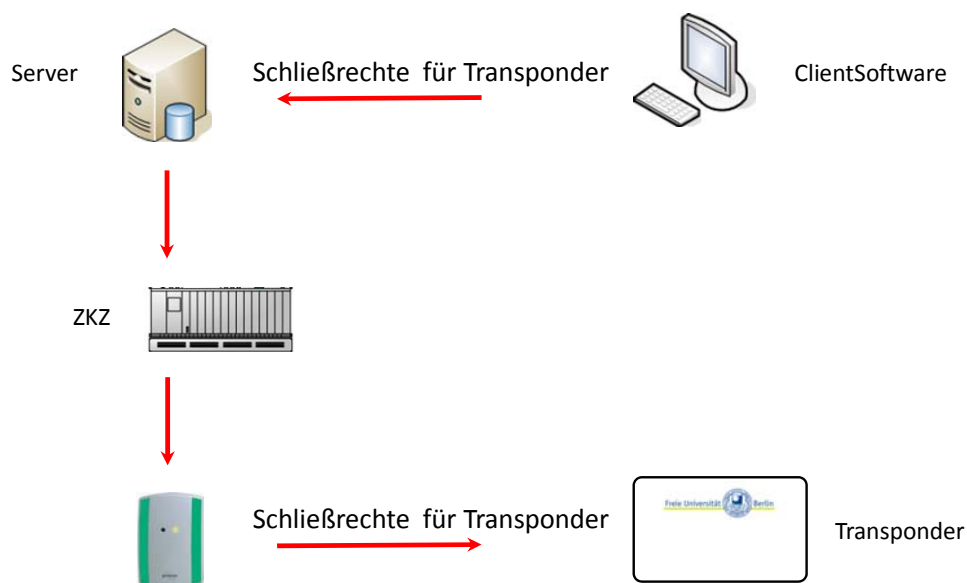 Server
Schließrechte für Transponder
ClientSoftware
ZKZ
Schließrechte für Transponder
Freie Universität Berlin
Transponder